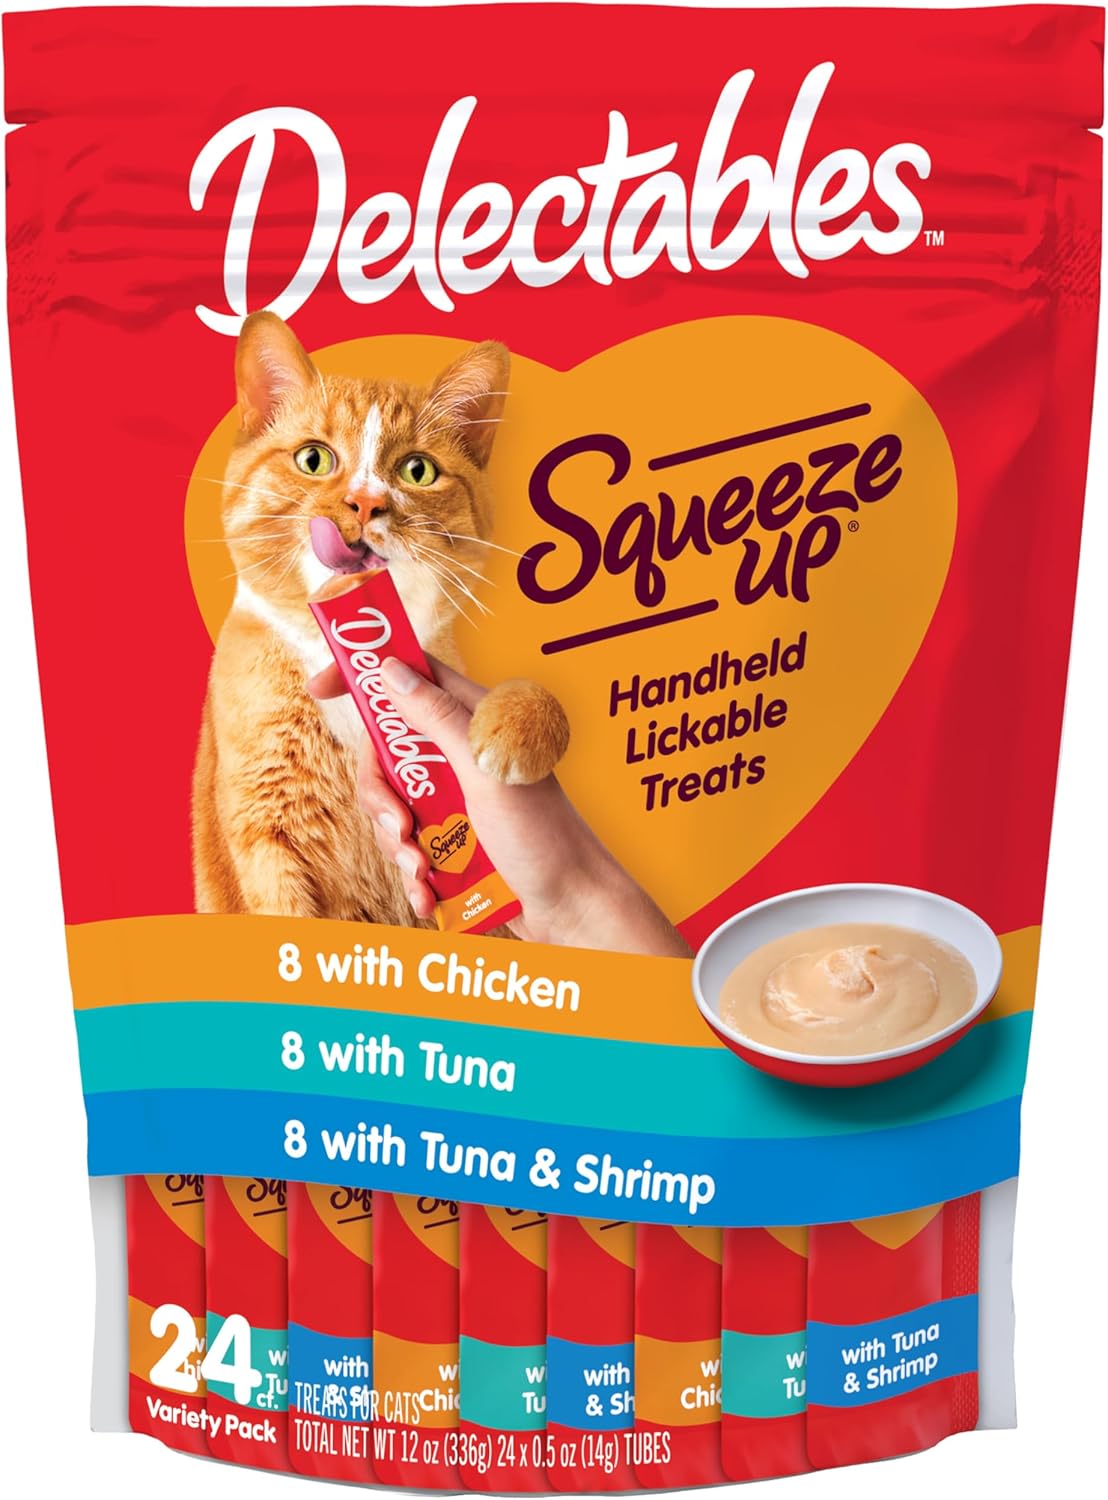 Delectables™
Squeeze
UP®
Handheld
Lickable
Treats
Delectables
Squeeze
UP
with
Chicken
8 with Chicken
8 with Tuna
8 with Tuna & Shrimp
24 ct.
Variety Pack
TREATS FOR CATS
TOTAL NET WT 12 oz (336g) 24 x 0.5 oz (14g) TUBES
with Tuna
& Shrimp